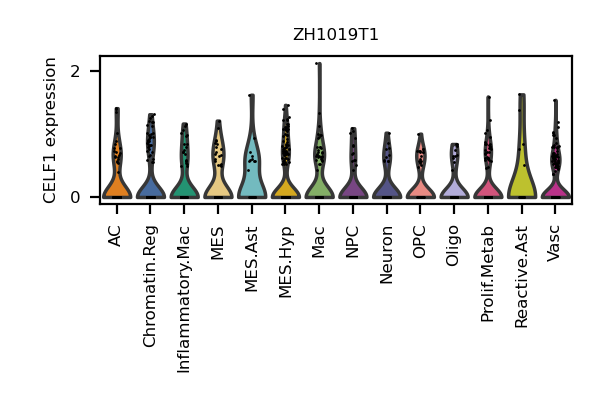 ZH1019T1
CELF1 expression
2
0
AC
Chromatin.Reg
Inflammatory.Mac
MES
MES.Ast
MES.Hyp
Mac
NPC
Neuron
OPC
Oligo
Prolif.Metab
Reactive.Ast
Vasc